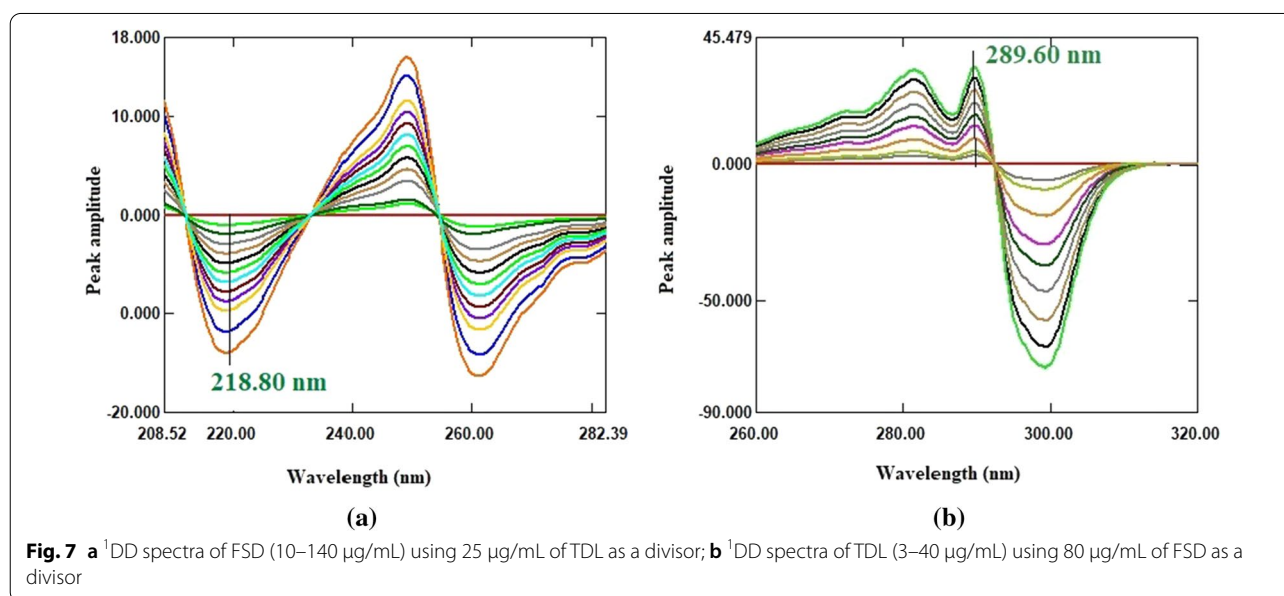 18.000
10.000
0.000
0.000
-20.000
Peak amplitude
218.80 nm
208.52 220.00 240.00 260.00 282.39
Wavelength (nm)
(a)
45.479
0.000
-50.000
-90.000
Peak amplitude
289.60 nm
260.00 280.00 300.00 320.00
Wavelength (nm)
(b)
Fig. 7 a ¹DD spectra of FSD (10–140 µg/mL) using 25 µg/mL of TDL as a divisor; b ¹DD spectra of TDL (3–40 µg/mL) using 80 µg/mL of FSD as a
divisor